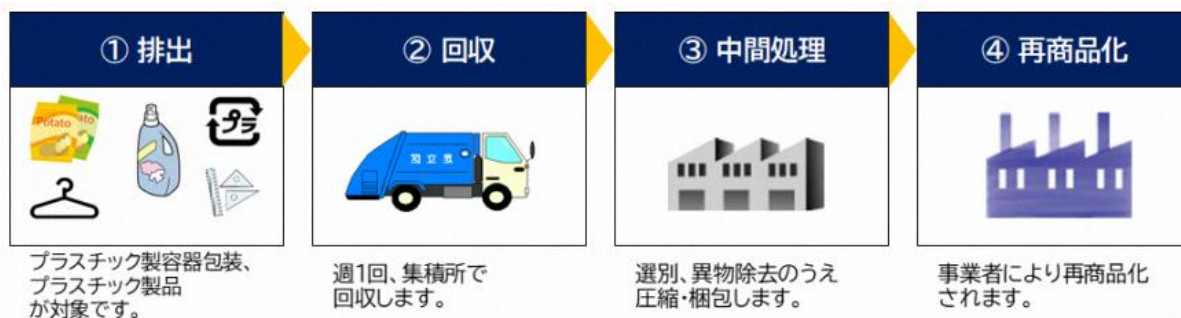 ① 排出
② 回収
③ 中間処理
④ 再商品化
Potato
プラ
プラスチック製容器包装、
プラスチック製品
が対象です。
週1回、集積所で
回収します。
選別、異物除去のうえ
圧縮・梱包します。
事業者により再商品化
されます。